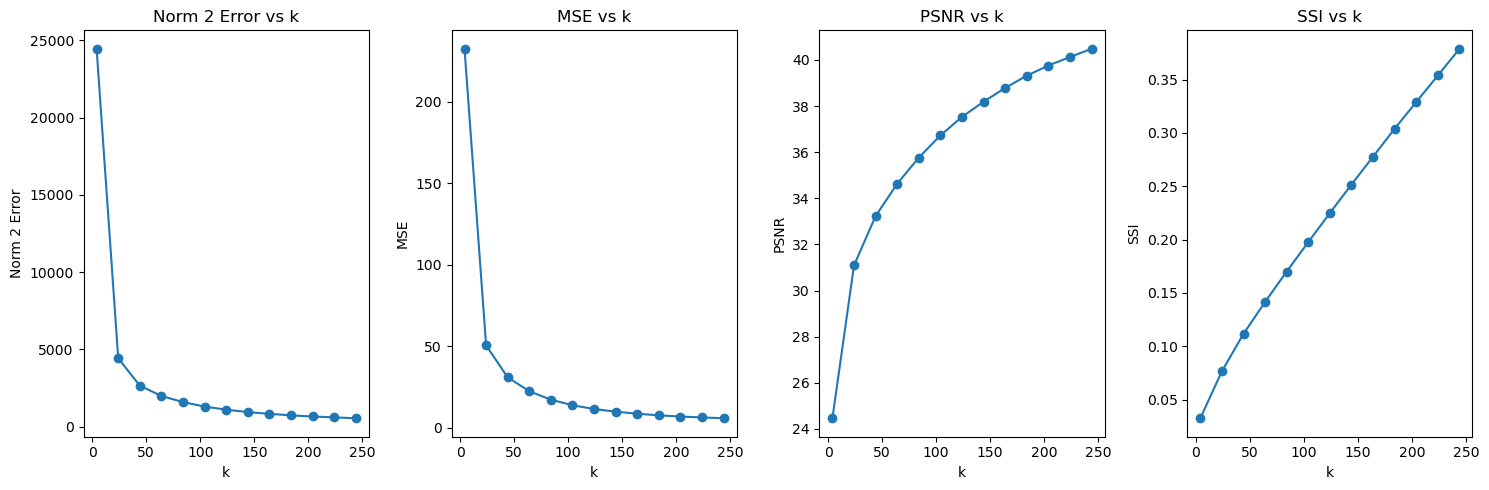 Norm 2 Error vs k
Norm 2 Error
25000
20000
15000
10000
5000
0
0 50 100 150 200 250
k
MSE vs k
MSE
200
150
100
50
0
0 50 100 150 200 250
k
PSNR vs k
PSNR
40
38
36
34
32
30
28
26
24
0 50 100 150 200 250
k
SSI vs k
SSI
0.35
0.30
0.25
0.20
0.15
0.10
0.05
0 50 100 150 200 250
k